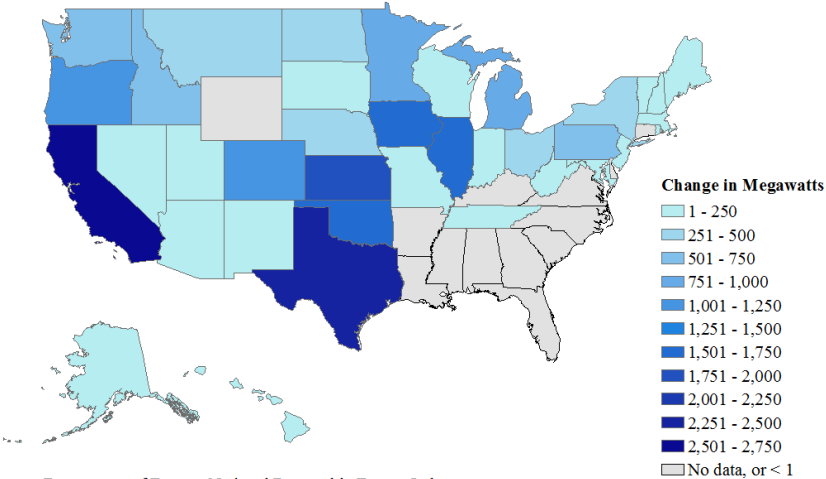 Change in Megawatts
1 - 250
251 - 500
501 - 750
751 - 1,000
1,001 - 1,250
1,251 - 1,500
1,501 - 1,750
1,751 - 2,000
2,001 - 2,250
2,251 - 2,500
2,501 - 2,750
No data, or < 1